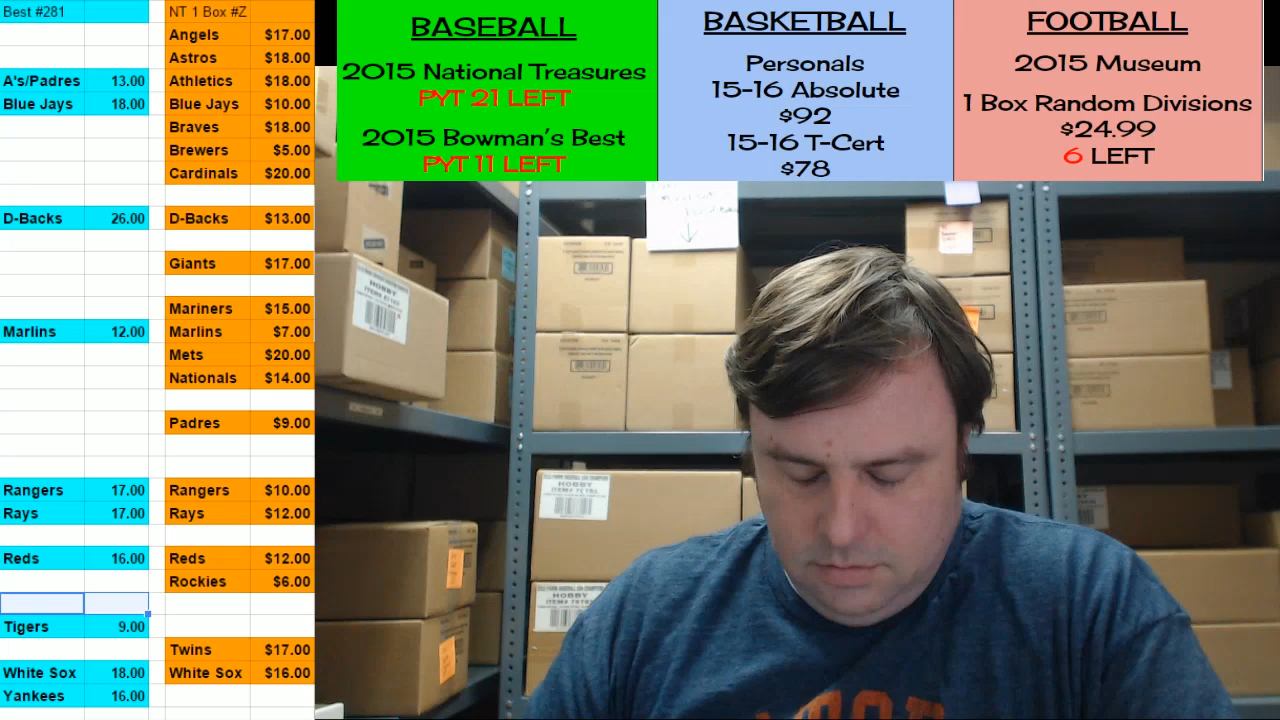 Best #281
NT 1 Box #Z
Angels $17.00
Astros $18.00
A's/Padres 13.00
Athletics $18.00
Blue Jays 18.00
Blue Jays $10.00
Braves $18.00
Brewers $5.00
Cardinals $20.00
D-Backs 26.00
D-Backs $13.00
Giants $17.00
Mariners $15.00
Marlins 12.00
Marlins $7.00
Mets $20.00
Nationals $14.00
Padres $9.00
Rangers 17.00
Rangers $10.00
Rays 17.00
Rays $12.00
Reds 16.00
Reds $12.00
Rockies $6.00
Tigers 9.00
Twins $17.00
White Sox 18.00
White Sox $16.00
Yankees 16.00
BASEBALL
2015 National Treasures
PYT 21 LEFT
2015 Bowman's Best
PYT 11 LEFT
BASKETBALL
Personals
15-16 Absolute
$92
15-16 T-Cert
$78
FOOTBALL
2015 Museum
1 Box Random Divisions
$24.99
6 LEFT
HOBBY
HOBBY
HOBBY